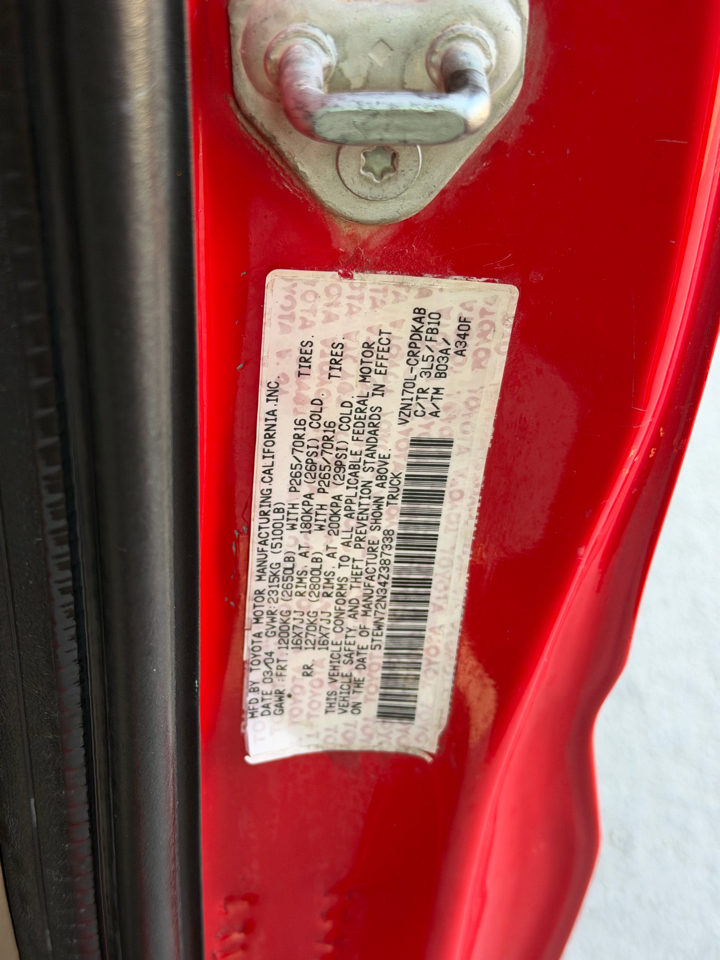 MFD BY TOYOTA MOTOR MANUFACTURING.CALIFORNIA.INC.
DATE 03/04 GVWR:2315KG (5100LB)
GAWR:FRT.1200KG (2650LB) WITH P265/70R16 TIRES.
16X7JJ RIMS. AT 180KPA (26PSI) COLD.
RR. 1270KG (2800LB) WITH P265/70R16 TIRES.
16X7JJ RIMS. AT 200KPA (29PSI) COLD.
THIS VEHICLE CONFORMS TO ALL APPLICABLE FEDERAL MOTOR
VEHICLE SAFETY AND THEFT PREVENTION STANDARDS IN EFFECT
ON THE DATE OF MANUFACTURE SHOWN ABOVE.
5TEWN72N34Z387338 TRUCK
VZN170L-CRPDKAB
C/TR 3L5/FB10
A/TM B03A/ A340F